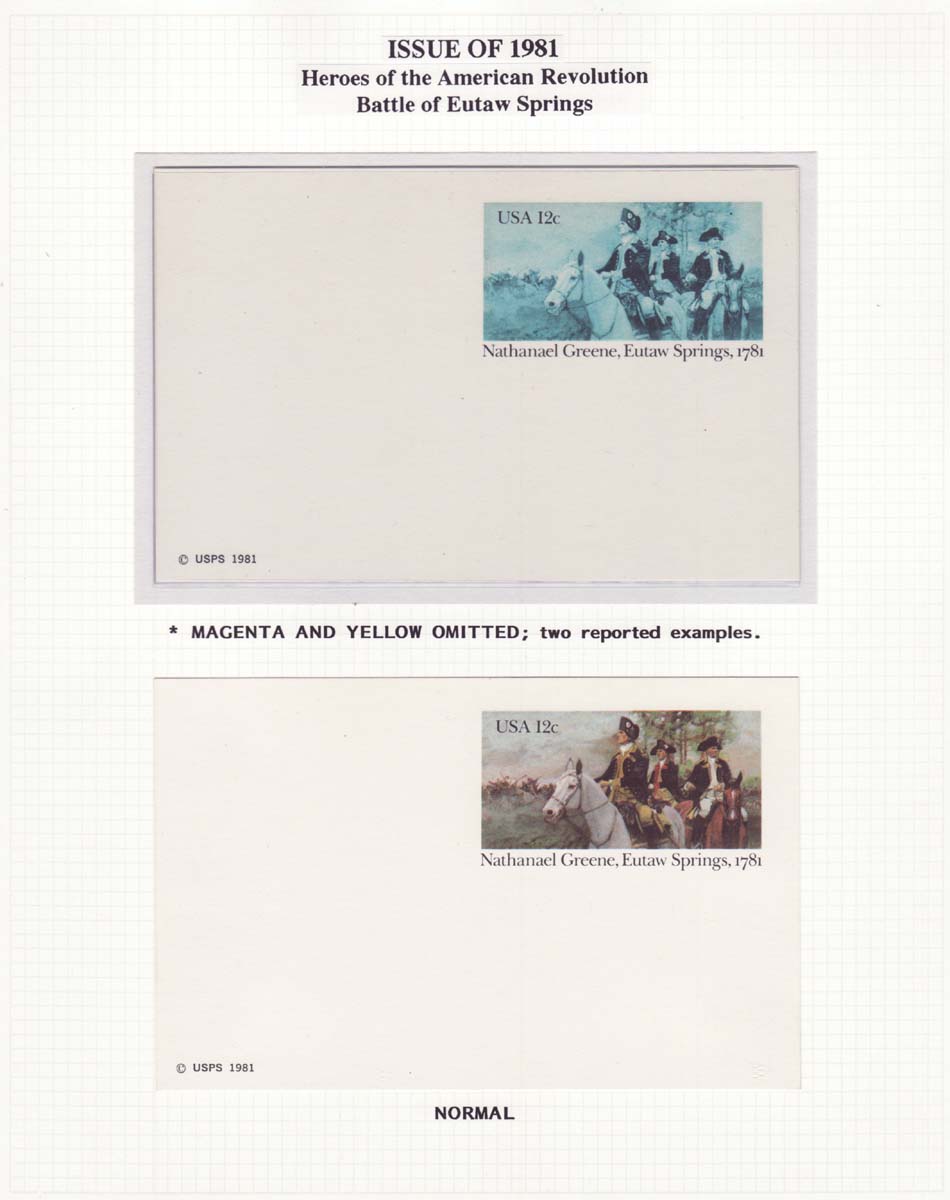 ISSUE OF 1981
Heroes of the American Revolution
Battle of Eutaw Springs
USA 12c
Nathanael Greene, Eutaw Springs, 1781
© USPS 1981
* MAGENTA AND YELLOW OMITTED; two reported examples.
USA 12c
Nathanael Greene, Eutaw Springs, 1781
© USPS 1981
NORMAL